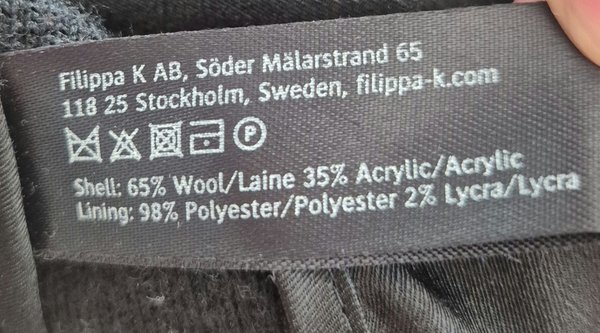 Filippa K AB, Söder Mälarstrand 65
118 25 Stockholm, Sweden, filippa-k.com
P
Shell: 65% Wool/Laine 35% Acrylic/Acrylic
Lining: 98% Polyester/Polyester 2% Lycra/Lycra